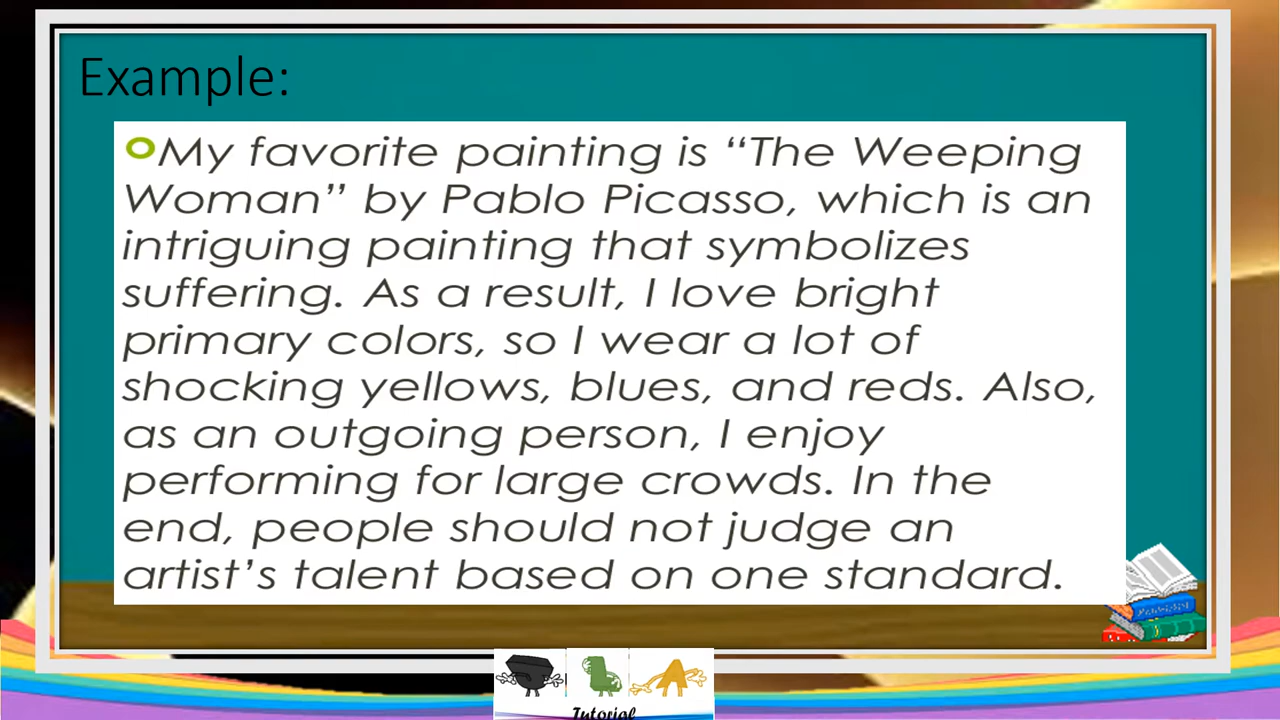 Example:
My favorite painting is “The Weeping
Woman” by Pablo Picasso, which is an
intriguing painting that symbolizes
suffering. As a result, I love bright
primary colors, so I wear a lot of
shocking yellows, blues, and reds. Also,
as an outgoing person, I enjoy
performing for large crowds. In the
end, people should not judge an
artist’s talent based on one standard.
Tutorial